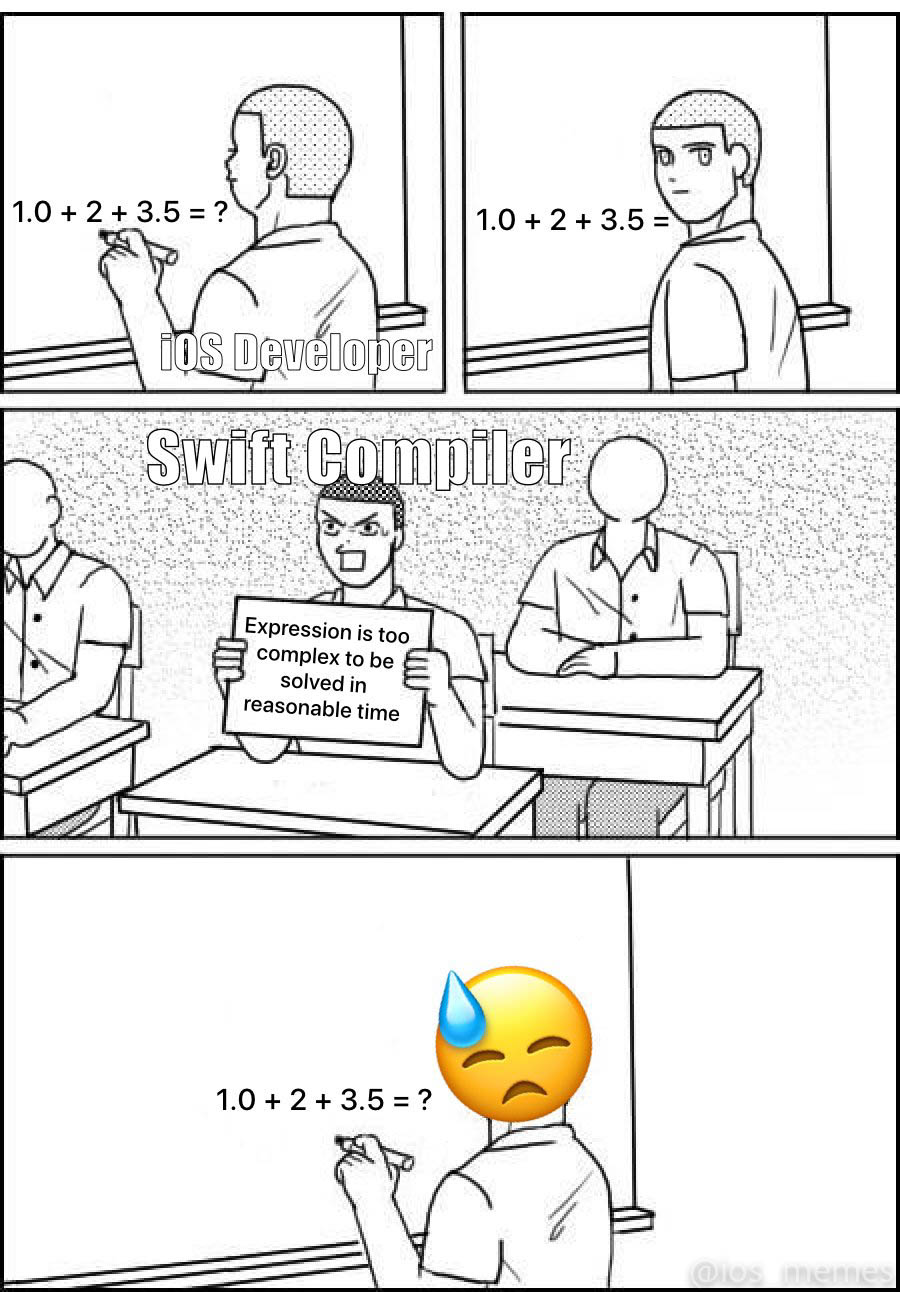 1.0 + 2 + 3.5 = ?
iOS Developer
1.0 + 2 + 3.5 =
Swift Compiler
Expression is too
complex to be
solved in
reasonable time
1.0 + 2 + 3.5 = ?
@ios_memes